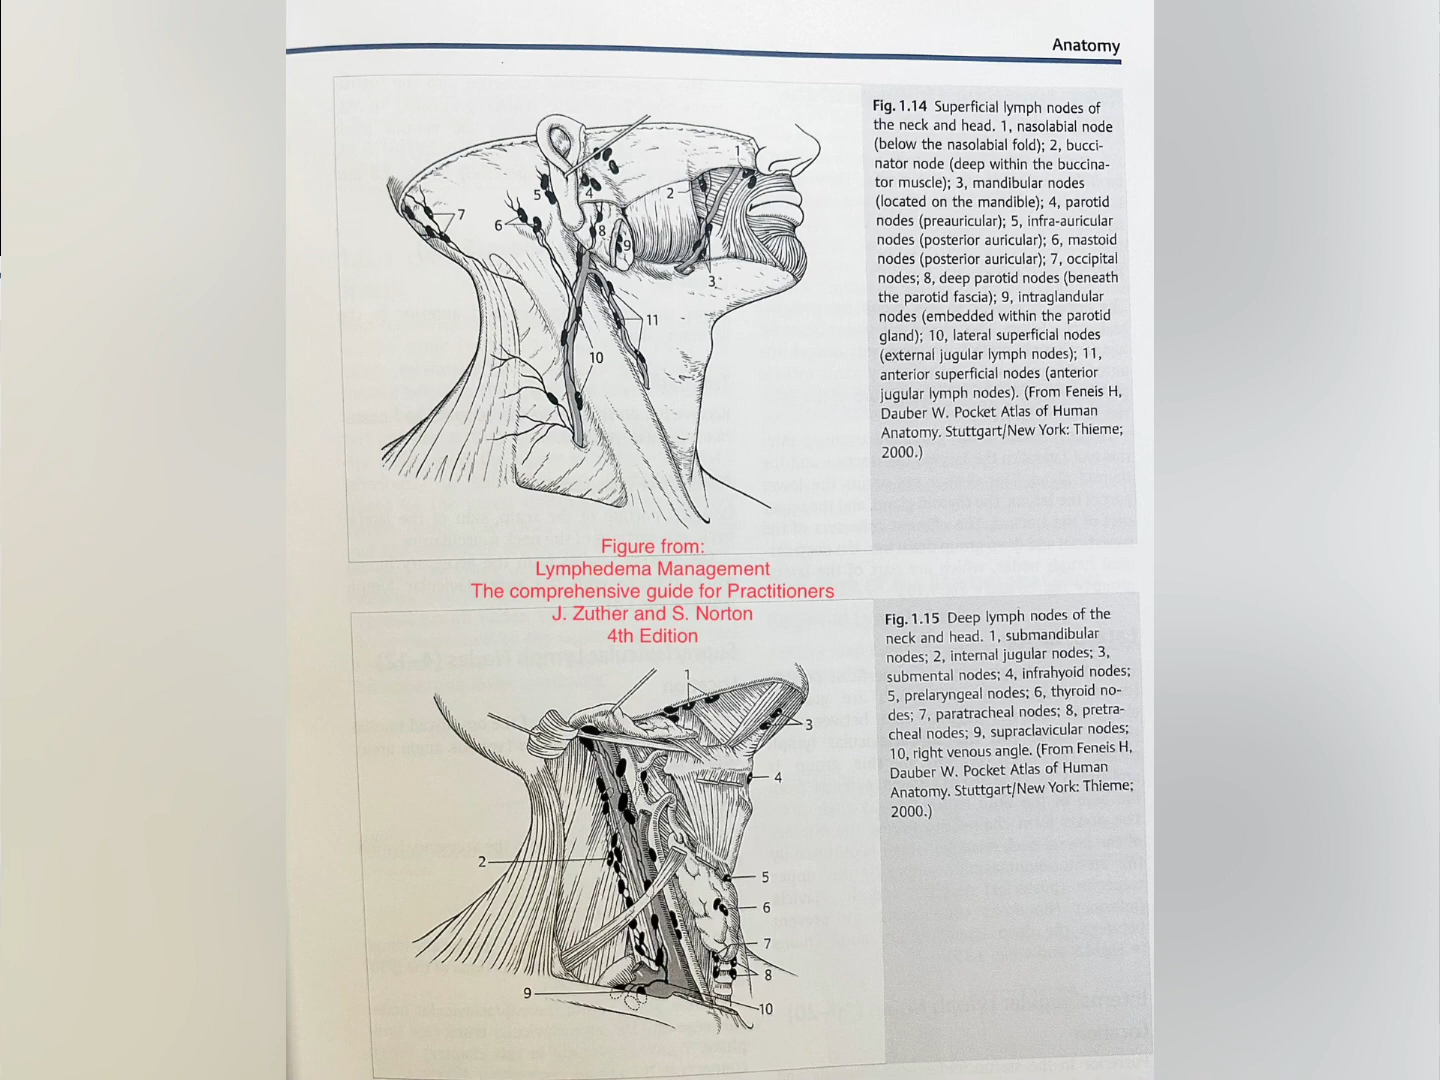 Anatomy
1
2
3
4
5
6
7
8
9
10
11
Fig. 1.14 Superficial lymph nodes of
the neck and head. 1, nasolabial node
(below the nasolabial fold); 2, bucci-
nator node (deep within the buccina-
tor muscle); 3, mandibular nodes
(located on the mandible); 4, parotid
nodes (preauricular); 5, infra-auricular
nodes (posterior auricular); 6, mastoid
nodes (posterior auricular); 7, occipital
nodes; 8, deep parotid nodes (beneath
the parotid fascia); 9, intraglandular
nodes (embedded within the parotid
gland); 10, lateral superficial nodes
(external jugular lymph nodes); 11,
anterior superficial nodes (anterior
jugular lymph nodes). (From Feneis H,
Dauber W. Pocket Atlas of Human
Anatomy. Stuttgart/New York: Thieme;
2000.)
Figure from:
Lymphedema Management
The comprehensive guide for Practitioners
J. Zuther and S. Norton
4th Edition
1
2
3
4
5
6
7
8
9
10
Fig. 1.15 Deep lymph nodes of the
neck and head. 1, submandibular
nodes; 2, internal jugular nodes; 3,
submental nodes; 4, infrahyoid nodes;
5, prelaryngeal nodes; 6, thyroid no-
des; 7, paratracheal nodes; 8, pretra-
cheal nodes; 9, supraclavicular nodes;
10, right venous angle. (From Feneis H,
Dauber W. Pocket Atlas of Human
Anatomy. Stuttgart/New York: Thieme;
2000.)